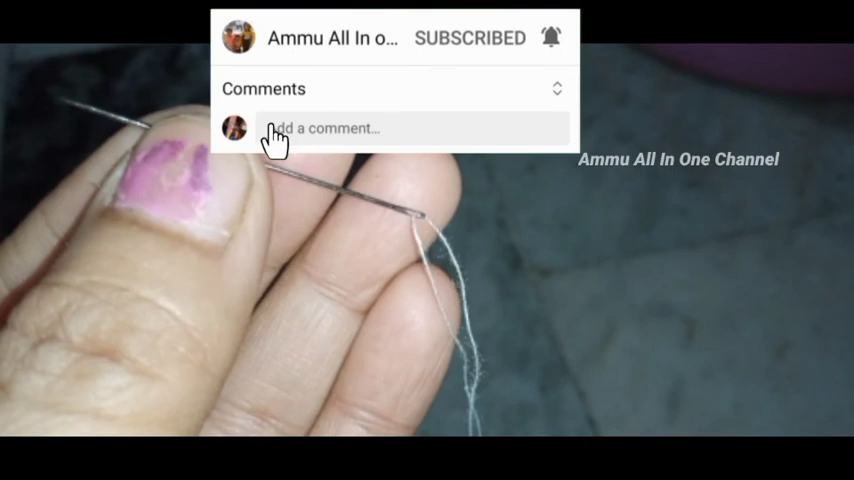 Ammu All In o... SUBSCRIBED
Comments
dd a comment...
Ammu All In One Channel